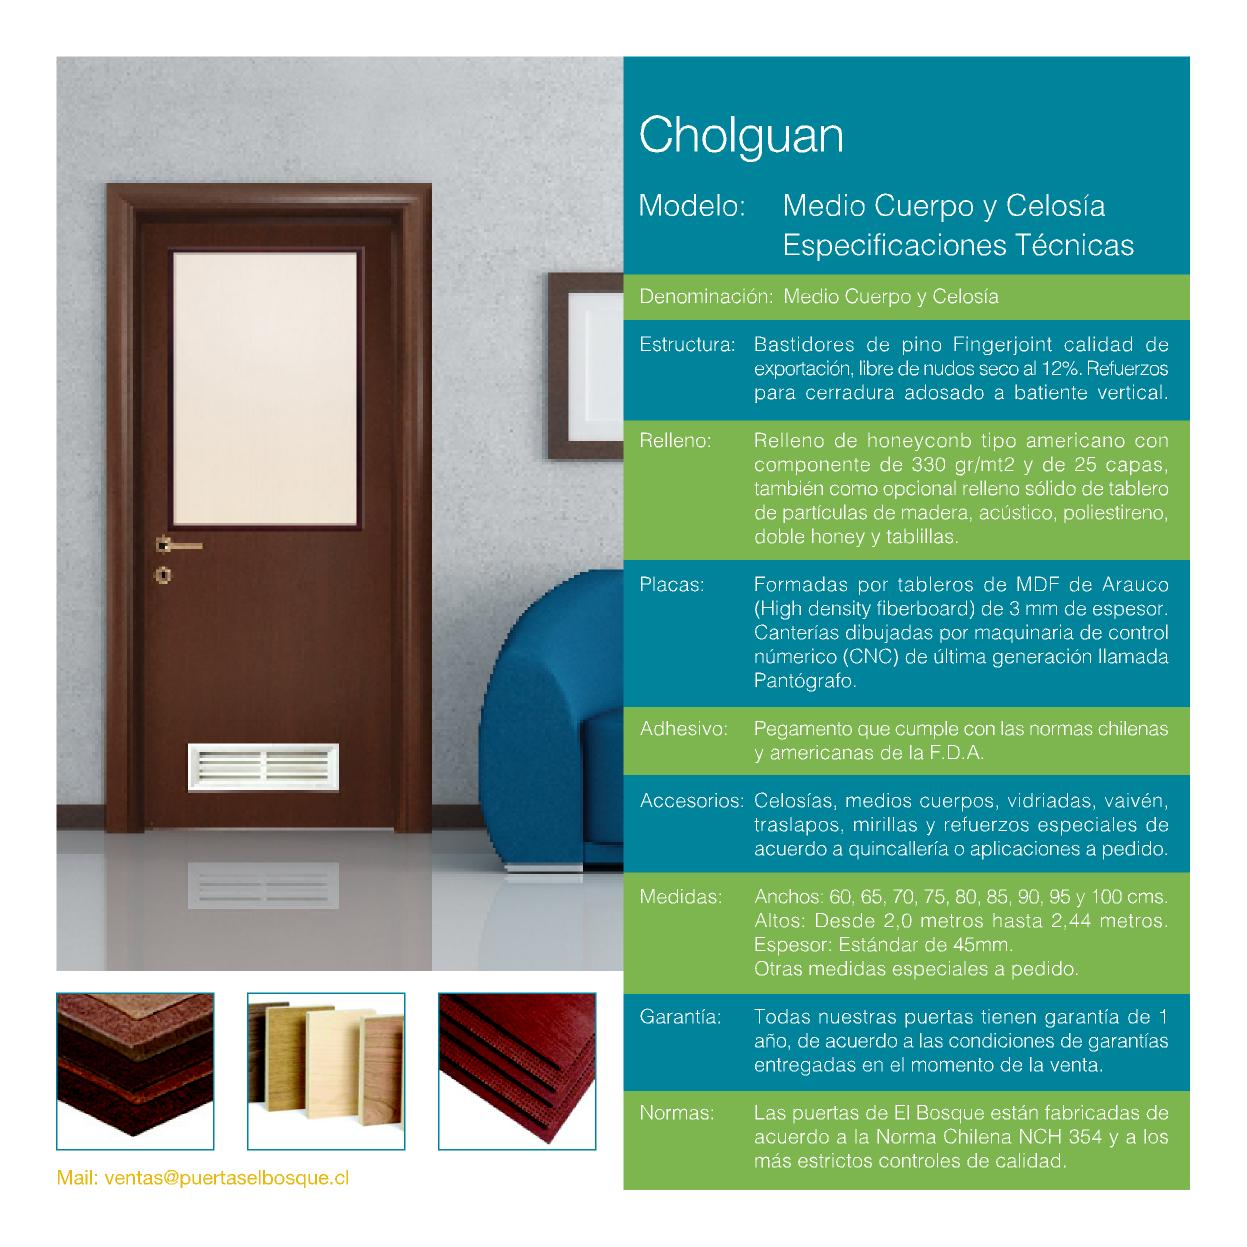 Cholguan
Modelo: Medio Cuerpo y Celosía
Especificaciones Técnicas
Denominación: Medio Cuerpo y Celosía
Estructura: Bastidores de pino Fingerjoint calidad de
exportación, libre de nudos seco al 12%. Refuerzos
para cerradura adosado a batiente vertical.
Relleno: Relleno de honeyconb tipo americano con
componente de 330 gr/mt2 y de 25 capas,
también como opcional relleno sólido de tablero
de partículas de madera, acústico, poliestireno,
doble honey y tablillas.
Placas: Formadas por tableros de MDF de Arauco
(High density fiberboard) de 3 mm de espesor.
Canterías dibujadas por maquinaria de control
númerico (CNC) de última generación llamada
Pantógrafo.
Adhesivo: Pegamento que cumple con las normas chilenas
y americanas de la F.D.A.
Accesorios: Celosías, medios cuerpos, vidriadas, vaivén,
traslapos, mirillas y refuerzos especiales de
acuerdo a quincallería o aplicaciones a pedido.
Medidas: Anchos: 60, 65, 70, 75, 80, 85, 90, 95 y 100 cms.
Altos: Desde 2,0 metros hasta 2,44 metros.
Espesor: Estándar de 45mm.
Otras medidas especiales a pedido.
Garantía: Todas nuestras puertas tienen garantía de 1
año, de acuerdo a las condiciones de garantías
entregadas en el momento de la venta.
Normas: Las puertas de El Bosque están fabricadas de
acuerdo a la Norma Chilena NCH 354 y a los
más estrictos controles de calidad.
Mail: ventas@puertaselbosque.cl